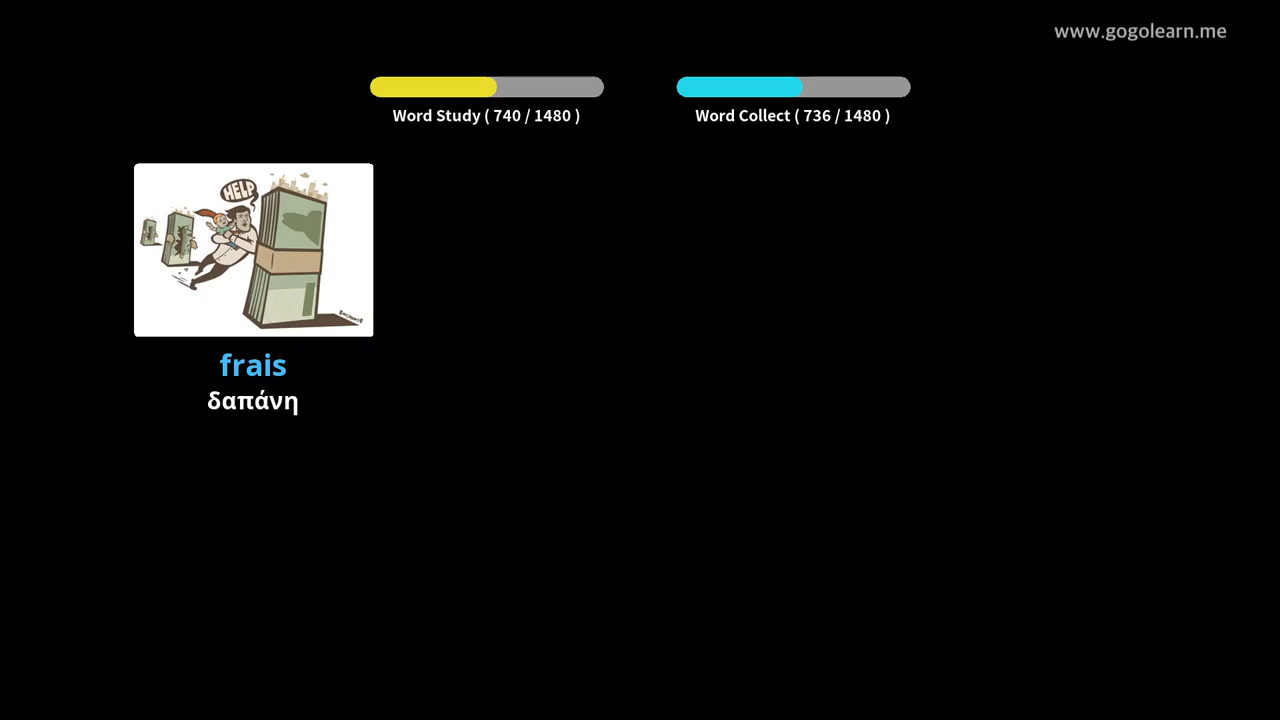 www.gogolearn.me
Word Study ( 740 / 1480 )
Word Collect ( 736 / 1480 )
HELP
frais
δαπάνη